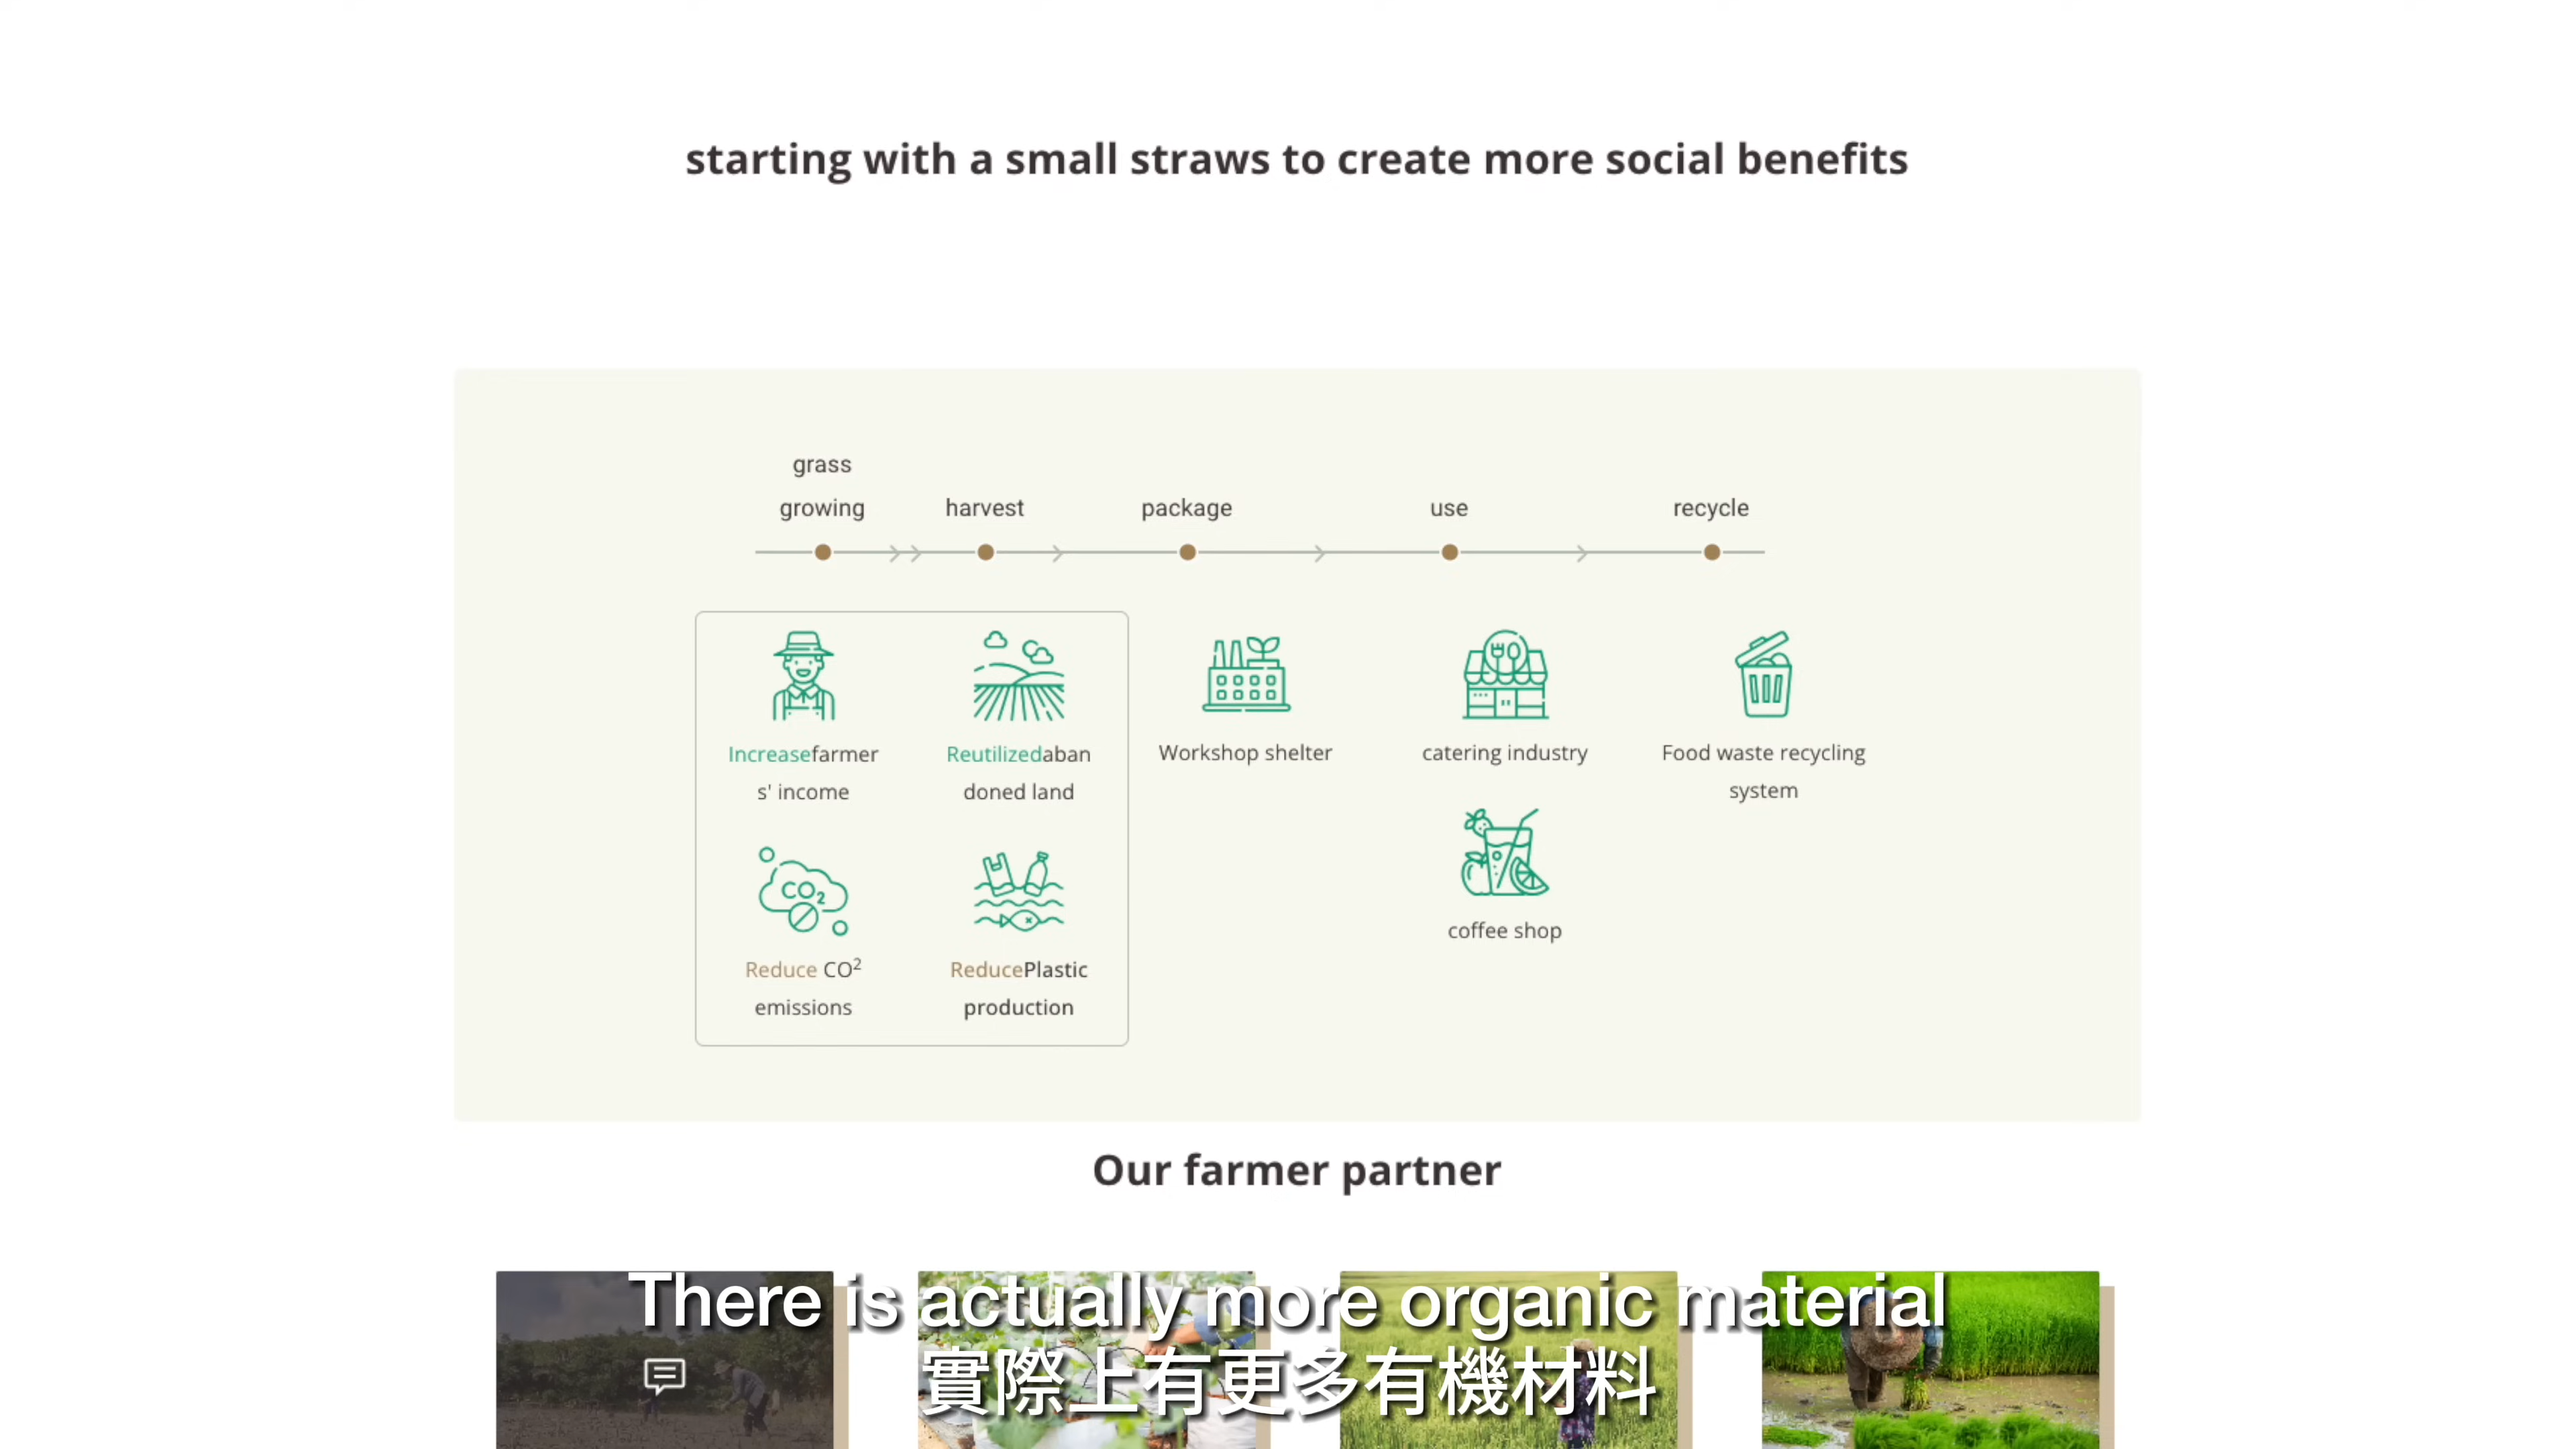 starting with a small straws to create more social benefits
grass
growing
harvest
package
use
recycle
Increasefarmer
s' income
Reutilizedaban
doned land
Workshop shelter
catering industry
Food waste recycling
system
CO2
coffee shop
Reduce CO²
emissions
ReducePlastic
production
Our farmer partner
There is actually more organic material
實際上有更多有機材料